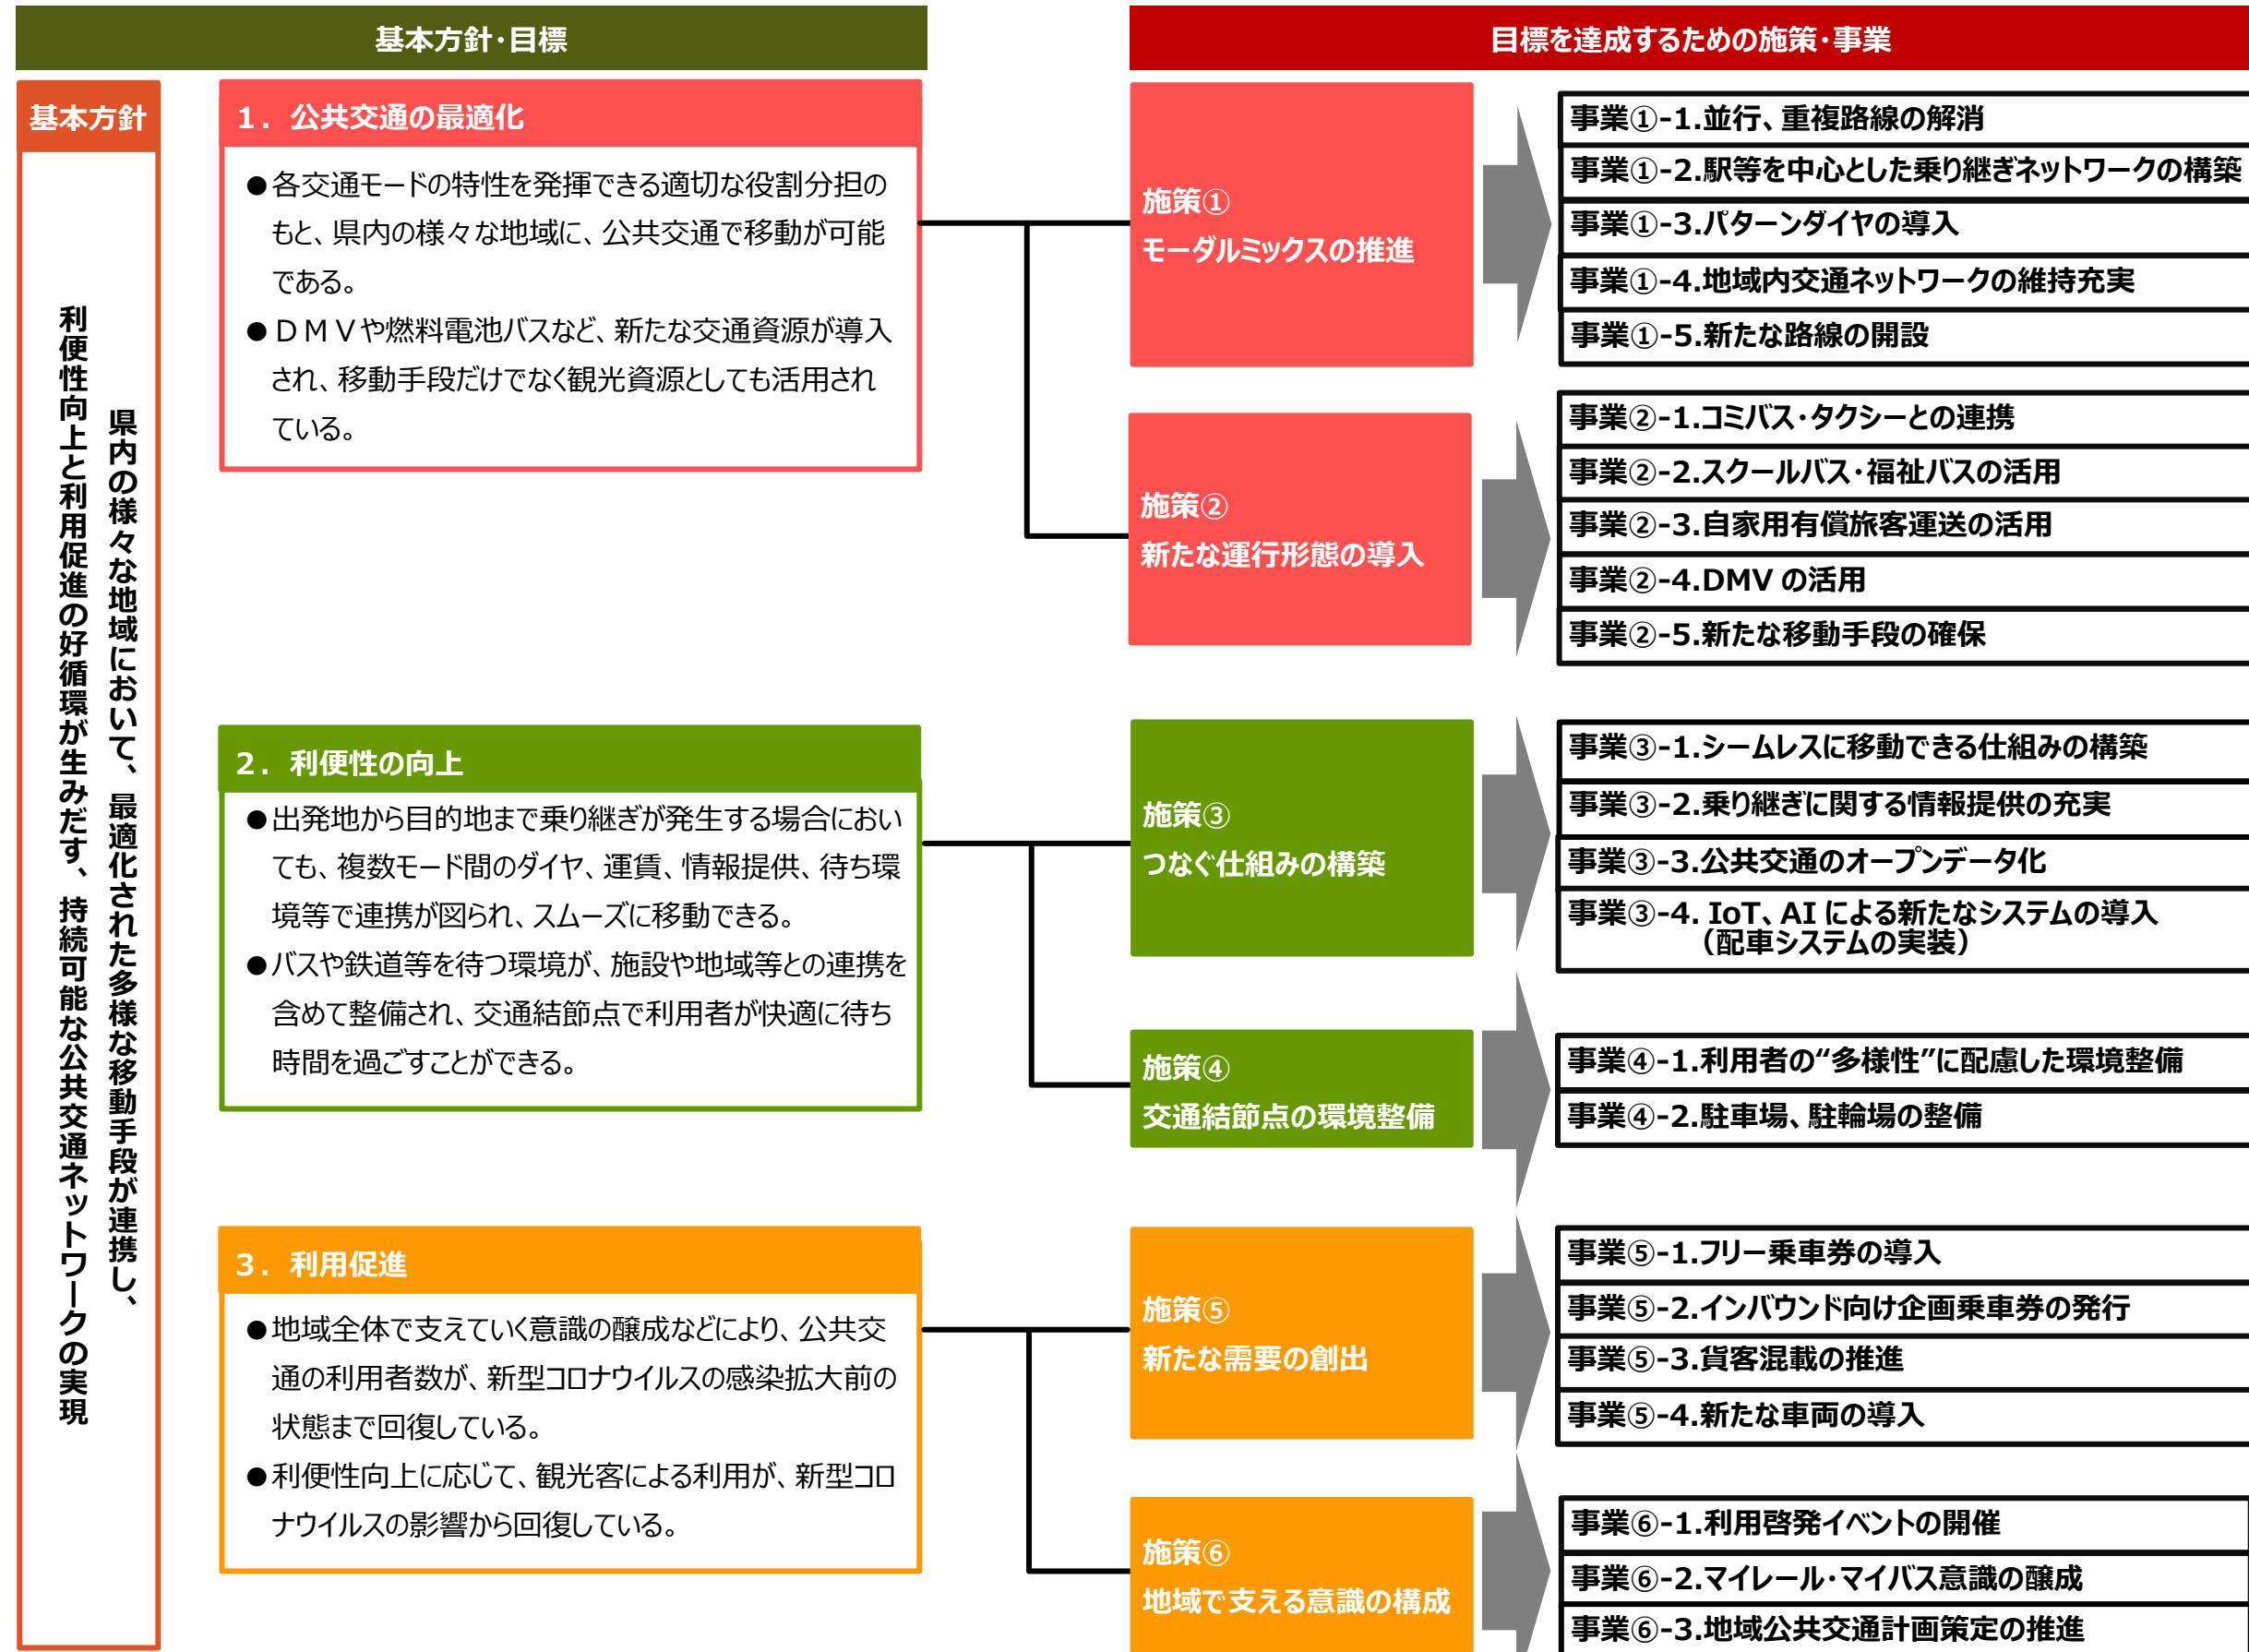 基本方針･目標
目標を達成するための施策･事業
基本方針
県内の様々な地域において、最適化された多様な移動手段が連携し、
利便性向上と利用促進の好循環が生みだす、持続可能な公共交通ネットワークの実現
１．公共交通の最適化
●各交通モードの特性を発揮できる適切な役割分担の
もと、県内の様々な地域に、公共交通で移動が可能
である。
●ＤＭＶや燃料電池バスなど、新たな交通資源が導入
され、移動手段だけでなく観光資源としても活用され
ている。
施策①
モーダルミックスの推進
事業①-1.並行、重複路線の解消
事業①-2.駅等を中心とした乗り継ぎネットワークの構築
事業①-3.パターンダイヤの導入
事業①-4.地域内交通ネットワークの維持充実
事業①-5.新たな路線の開設
施策②
新たな運行形態の導入
事業②-1.コミバス･タクシーとの連携
事業②-2.スクールバス･福祉バスの活用
事業②-3.自家用有償旅客運送の活用
事業②-4.DMV の活用
事業②-5.新たな移動手段の確保
２．利便性の向上
●出発地から目的地まで乗り継ぎが発生する場合におい
ても、複数モード間のダイヤ、運賃、情報提供、待ち環
境等で連携が図られ、スムーズに移動できる。
●バスや鉄道等を待つ環境が、施設や地域等との連携を
含めて整備され、交通結節点で利用者が快適に待ち
時間を過ごすことができる。
施策③
つなぐ仕組みの構築
事業③-1.シームレスに移動できる仕組みの構築
事業③-2.乗り継ぎに関する情報提供の充実
事業③-3.公共交通のオープンデータ化
事業③-4. IoT、AI による新たなシステムの導入
（配車システムの実装）
施策④
交通結節点の環境整備
事業④-1.利用者の“多様性”に配慮した環境整備
事業④-2.駐車場、駐輪場の整備
３．利用促進
●地域全体で支えていく意識の醸成などにより、公共交
通の利用者数が、新型コロナウイルスの感染拡大前の
状態まで回復している。
●利便性向上に応じて、観光客による利用が、新型コロ
ナウイルスの影響から回復している。
施策⑤
新たな需要の創出
事業⑤-1.フリー乗車券の導入
事業⑤-2.インバウンド向け企画乗車券の発行
事業⑤-3.貨客混載の推進
事業⑤-4.新たな車両の導入
施策⑥
地域で支える意識の構成
事業⑥-1.利用啓発イベントの開催
事業⑥-2.マイレール･マイバス意識の醸成
事業⑥-3.地域公共交通計画策定の推進